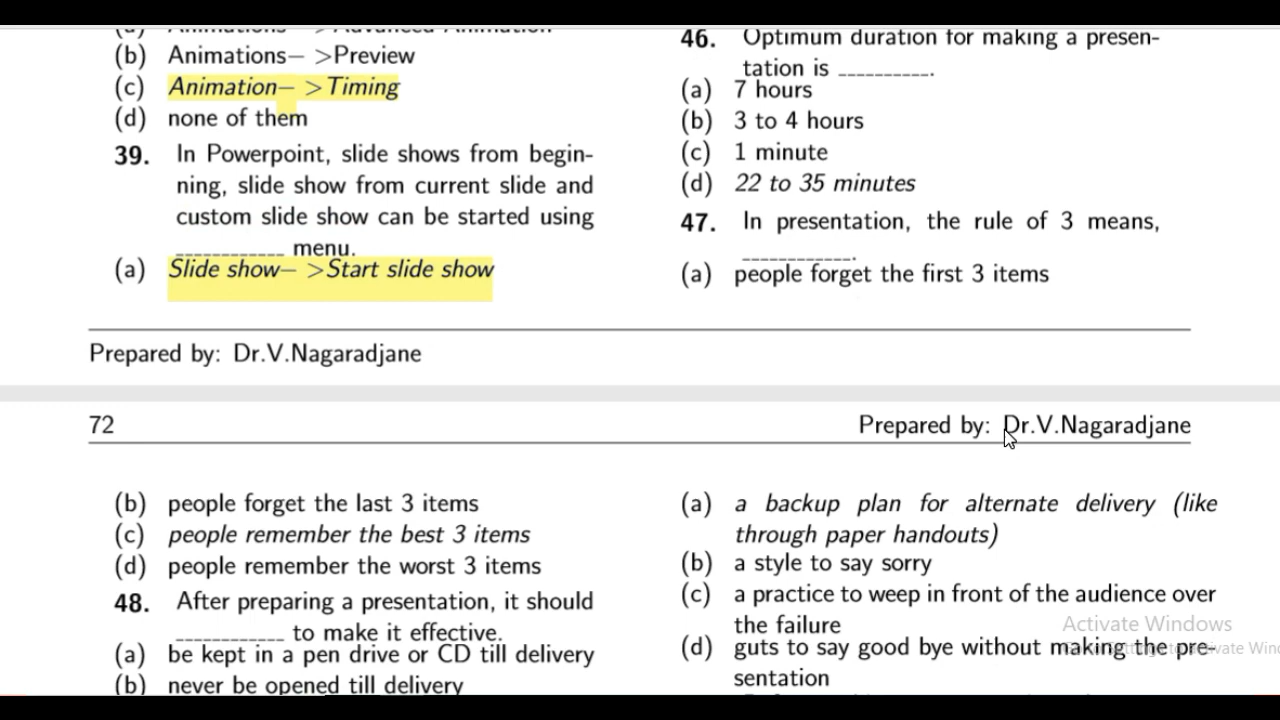 (b) Animations– >Preview
(c) Animation– >Timing
(d) none of them
39. In Powerpoint, slide shows from begin-
ning, slide show from current slide and
custom slide show can be started using
____________ menu.
(a) Slide show– >Start slide show
46. Optimum duration for making a presen-
tation is __________.
(a) 7 hours
(b) 3 to 4 hours
(c) 1 minute
(d) 22 to 35 minutes
47. In presentation, the rule of 3 means,
____________.
(a) people forget the first 3 items
Prepared by: Dr.V.Nagaradjane
72
Prepared by: Dr.V.Nagaradjane
(b) people forget the last 3 items
(c) people remember the best 3 items
(d) people remember the worst 3 items
48. After preparing a presentation, it should
____________ to make it effective.
(a) be kept in a pen drive or CD till delivery
(b) never be opened till delivery
(a) a backup plan for alternate delivery (like
through paper handouts)
(b) a style to say sorry
(c) a practice to weep in front of the audience over
the failure
(d) guts to say good bye without making the pre-
sentation
Activate Windows